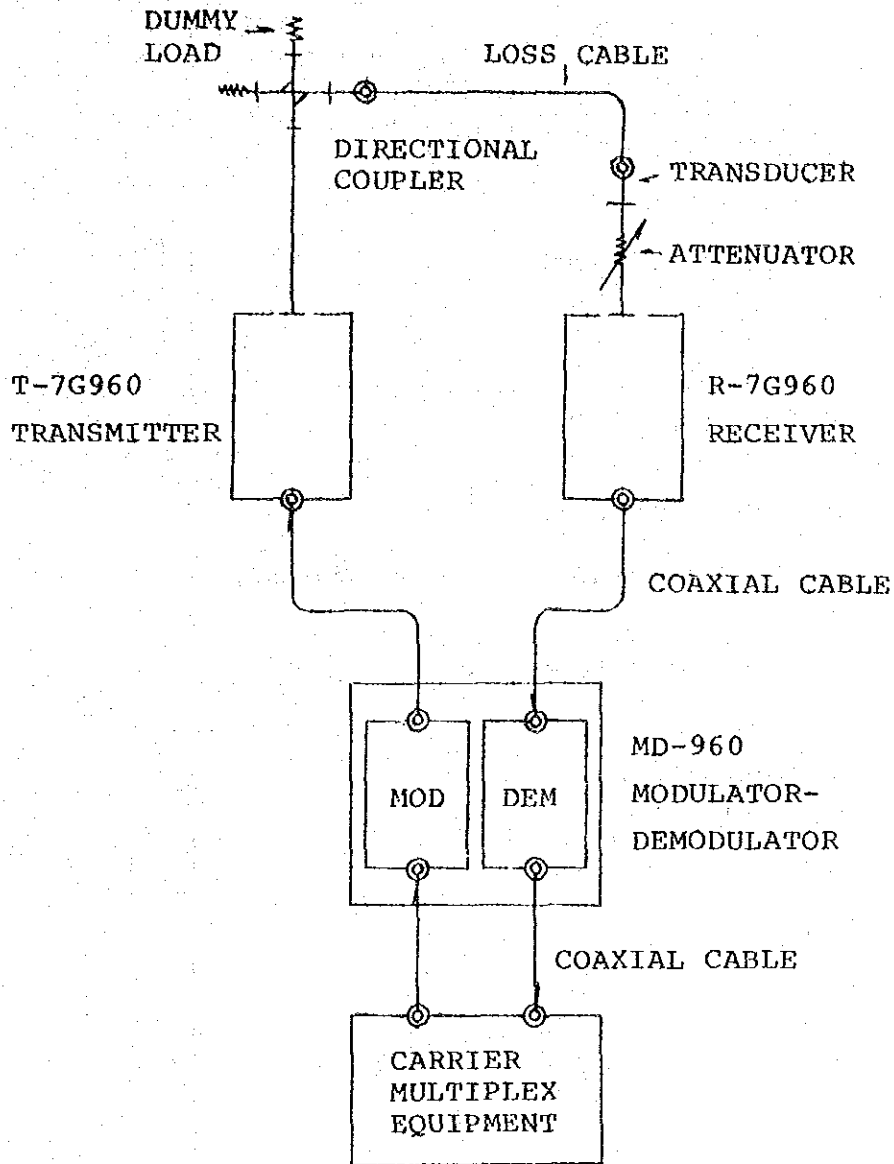 DUMMY
LOAD
LOSS CABLE
DIRECTIONAL
COUPLER
TRANSDUCER
ATTENUATOR
T-7G960
TRANSMITTER
R-7G960
RECEIVER
COAXIAL CABLE
MOD
DEM
MD-960
MODULATOR-
DEMODULATOR
COAXIAL CABLE
CARRIER
MULTIPLEX
EQUIPMENT